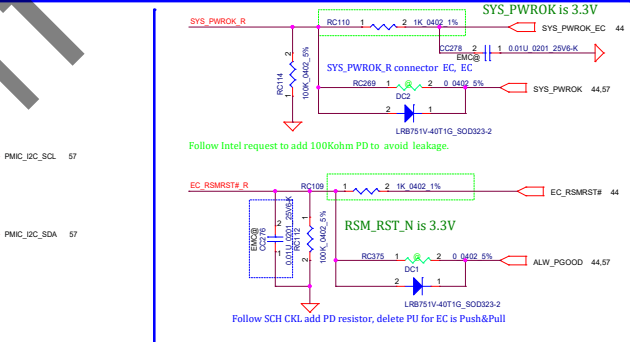 SYS_PWROK is 3.3V
SYS_PWROK_R
RC110 1 2 1K_0402_1%
SYS_PWROK_EC 44
CC278 2 1 0.01U_0201_25V6-K
EMC@
RC114
100K_0402_5%
2
1
SYS_PWROK_R connector EC, EC
RC269 1 2 0_0402_5%
SYS_PWROK 44,57
DC2
2 1
LRB751V-40T1G_SOD323-2
Follow Intel request to add 100Kohm PD to avoid leakage.
PMIC_I2C_SCL 57
EC_RSMRST#_R
RC109 1 2 1K_0402_1%
EC_RSMRST# 44
EMC@
CC276
0.01U_0201_25V6-K
2
1
RC112
100K_0402_5%
1
2
RSM_RST_N is 3.3V
PMIC_I2C_SDA 57
RC375 1 2 0_0402_5%
ALW_PGOOD 44,57
DC1
2 1
LRB751V-40T1G_SOD323-2
Follow SCH CKL add PD resistor, delete PU for EC is Push&Pull